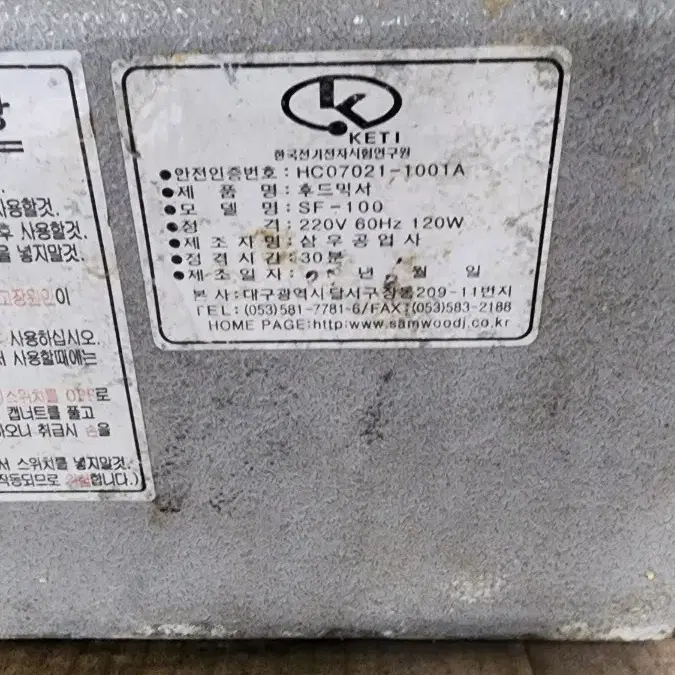 항
사용할것.
후 사용할것.
을 넣지말것.
고장원인이
사용하십시오.
사용할때에는
스위치를 OFF로
캡너트를 풀고
하오니 취급시 손을
서 스위치를 넣지말것.
작동되므로 위험합니다.)
KETI
한국전기전자시험연구원
• 안전인증번호 : HC07021-1001A
• 제 품 명 : 후드믹서
• 모 델 명 : SF-100
• 정 격 : 220V 60Hz 120W
• 제 조 자 명 : 삼우공업사
• 정격시간 : 30분
• 제조일자 : 년 월 일
본 사 : 대구광역시달서구장동209-11번지
TEL : (053)581-7781-6/FAX : (053)583-2188
HOME PAGE:http:www.samwoodj.co.kr